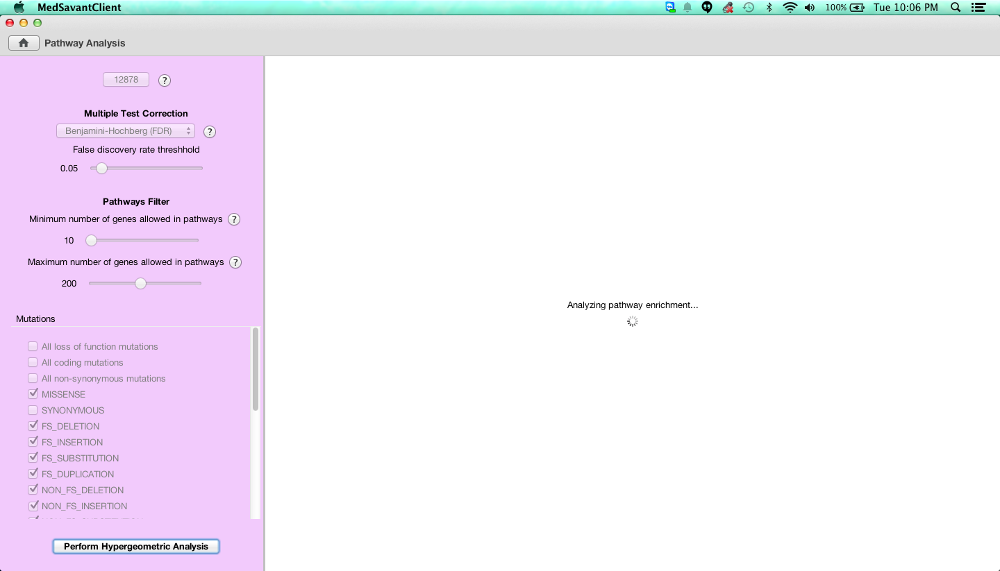 MedSavantClient
100%
Tue 10:06 PM
Pathway Analysis
12878
?
Multiple Test Correction
Benjamini-Hochberg (FDR)
?
False discovery rate threshhold
0.05
Pathways Filter
Minimum number of genes allowed in pathways
?
10
Maximum number of genes allowed in pathways
?
200
Mutations
All loss of function mutations
All coding mutations
All non-synonymous mutations
MISSENSE
SYNONYMOUS
FS_DELETION
FS_INSERTION
FS_SUBSTITUTION
FS_DUPLICATION
NON_FS_DELETION
NON_FS_INSERTION
Perform Hypergeometric Analysis
Analyzing pathway enrichment...